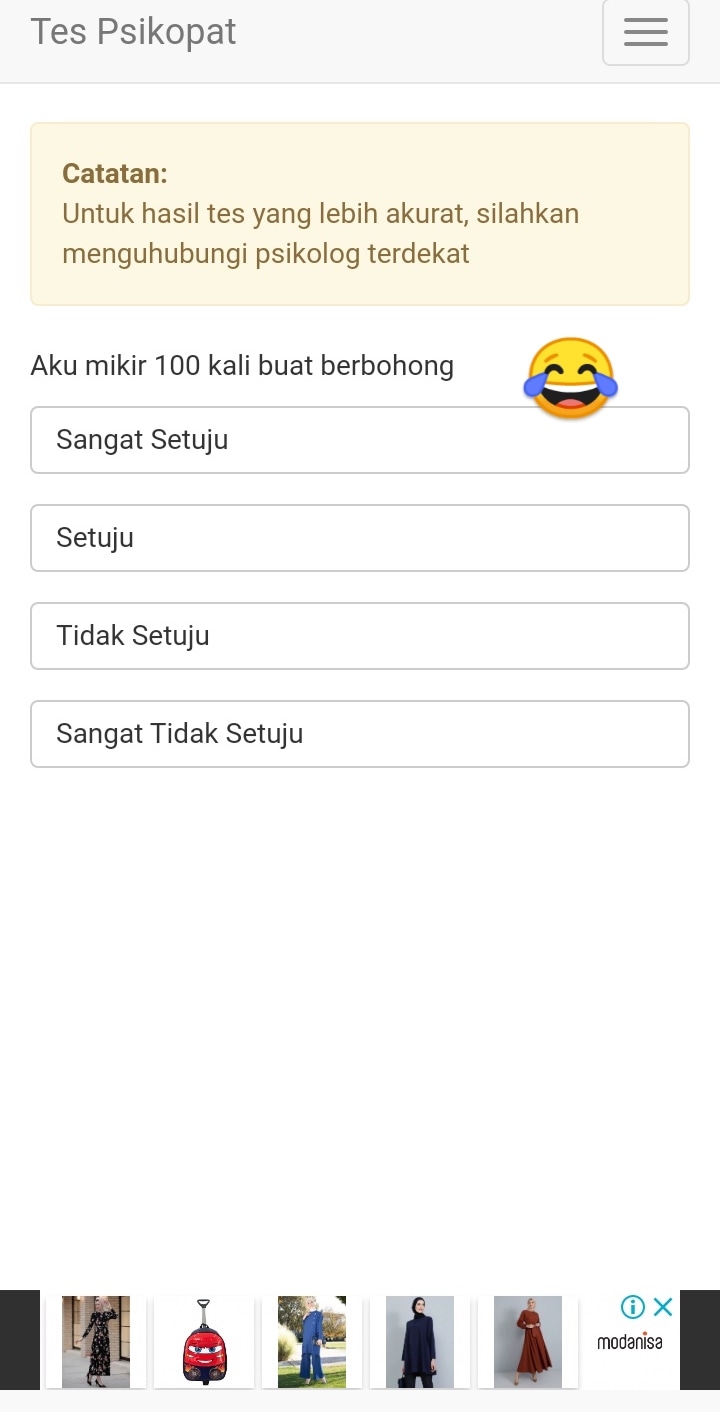 Tes Psikopat
Catatan:
Untuk hasil tes yang lebih akurat, silahkan
menguhubungi psikolog terdekat
Aku mikir 100 kali buat berbohong
Sangat Setuju
Setuju
Tidak Setuju
Sangat Tidak Setuju
modanisa